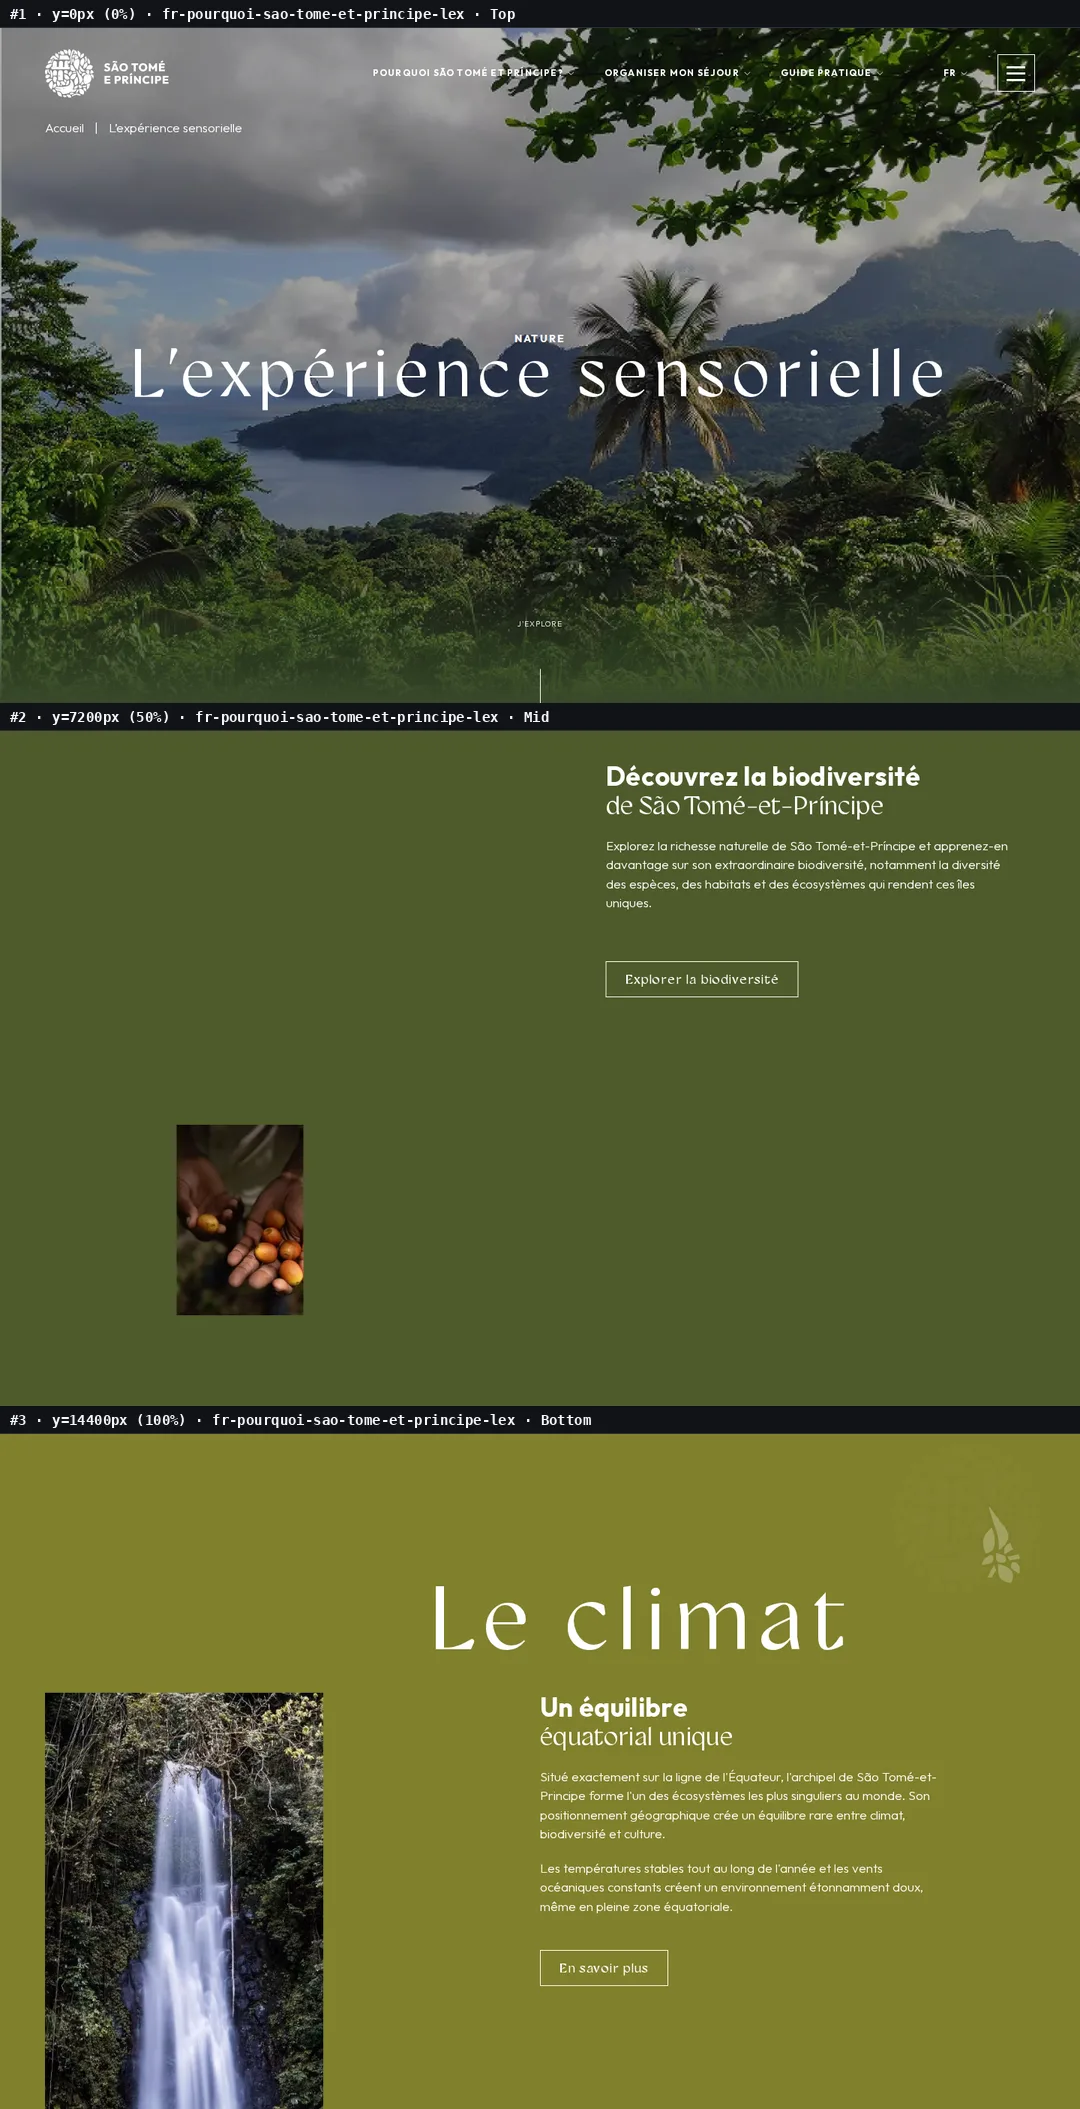 #1 · y=0px (0%) · fr-pourquoi-sao-tome-et-principe-lex · Top
SÃO TOMÉ
E PRÍNCIPE
POURQUOI SÃO TOMÉ ET PRÍNCIPE?
ORGANISER MON SÉJOUR
GUIDE PRATIQUE
FR
Accueil | L'expérience sensorielle
NATURE
L'expérience sensorielle
J'EXPLORE
#2 · y=7200px (50%) · fr-pourquoi-sao-tome-et-principe-lex · Mid
Découvrez la biodiversité
de São Tomé-et-Príncipe
Explorez la richesse naturelle de São Tomé-et-Príncipe et apprenez-en
davantage sur son extraordinaire biodiversité, notamment la diversité
des espèces, des habitats et des écosystèmes qui rendent ces îles
uniques.
Explorer la biodiversité
#3 · y=14400px (100%) · fr-pourquoi-sao-tome-et-principe-lex · Bottom
Le climat
Un équilibre
équatorial unique
Situé exactement sur la ligne de l'Équateur, l'archipel de São Tomé-et-
Principe forme l'un des écosystèmes les plus singuliers au monde. Son
positionnement géographique crée un équilibre rare entre climat,
biodiversité et culture.
Les températures stables tout au long de l'année et les vents
océaniques constants créent un environnement étonnamment doux,
même en pleine zone équatoriale.
En savoir plus